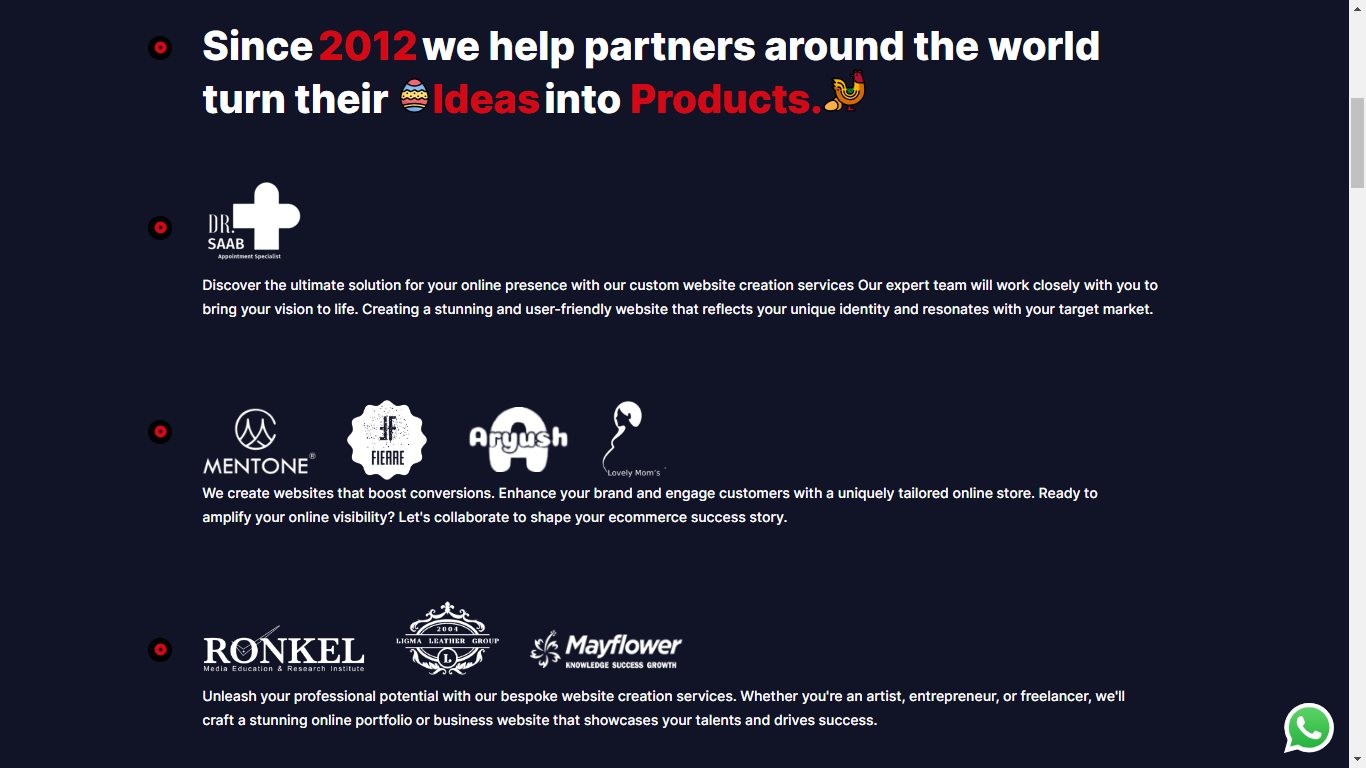 Since 2012 we help partners around the world
turn their Ideas into Products.
DR.
SAAB
Appointment Specialist
Discover the ultimate solution for your online presence with our custom website creation services Our expert team will work closely with you to
bring your vision to life. Creating a stunning and user-friendly website that reflects your unique identity and resonates with your target market.
MENTONE®
FIERRE
Aryush
Lovely Mom's
We create websites that boost conversions. Enhance your brand and engage customers with a uniquely tailored online store. Ready to
amplify your online visibility? Let's collaborate to shape your ecommerce success story.
RONKEL
Media Education & Research Institute
2004
LIGMA LEATHER GROUP
L
Mayflower
KNOWLEDGE SUCCESS GROWTH
Unleash your professional potential with our bespoke website creation services. Whether you're an artist, entrepreneur, or freelancer, we'll
craft a stunning online portfolio or business website that showcases your talents and drives success.